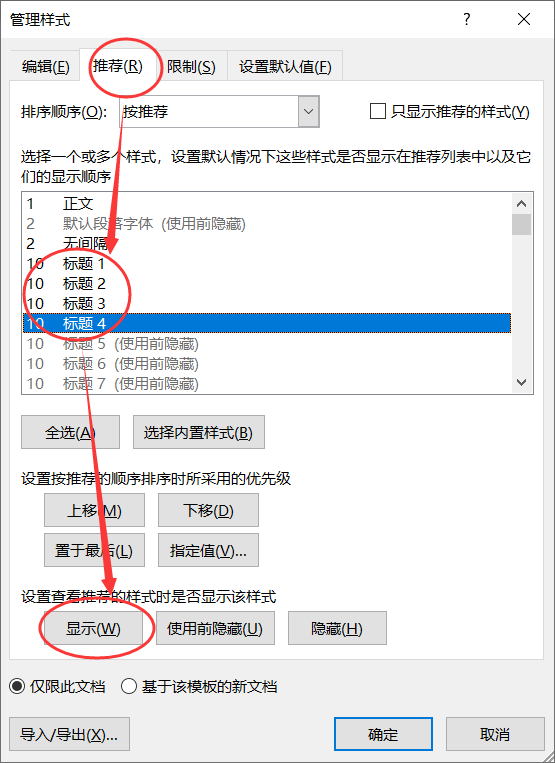 管理样式
编辑(E) 推荐(R) 限制(S) 设置默认值(F)
排序顺序(O): 按推荐 只显示推荐的样式(Y)
选择一个或多个样式，设置默认情况下这些样式是否显示在推荐列表中以及它
们的显示顺序
1 正文
2 默认段落字体 (使用前隐藏)
2 无间隔
10 标题 1
10 标题 2
10 标题 3
10 标题 4
10 标题 5 (使用前隐藏)
10 标题 6 (使用前隐藏)
10 标题 7 (使用前隐藏)
全选(A) 选择内置样式(B)
设置按推荐的顺序排序时所采用的优先级
上移(M) 下移(D)
置于最后(L) 指定值(V)...
设置查看推荐的样式时是否显示该样式
显示(W) 使用前隐藏(U) 隐藏(H)
仅限此文档 基于该模板的新文档
导入/导出(X)... 确定 取消